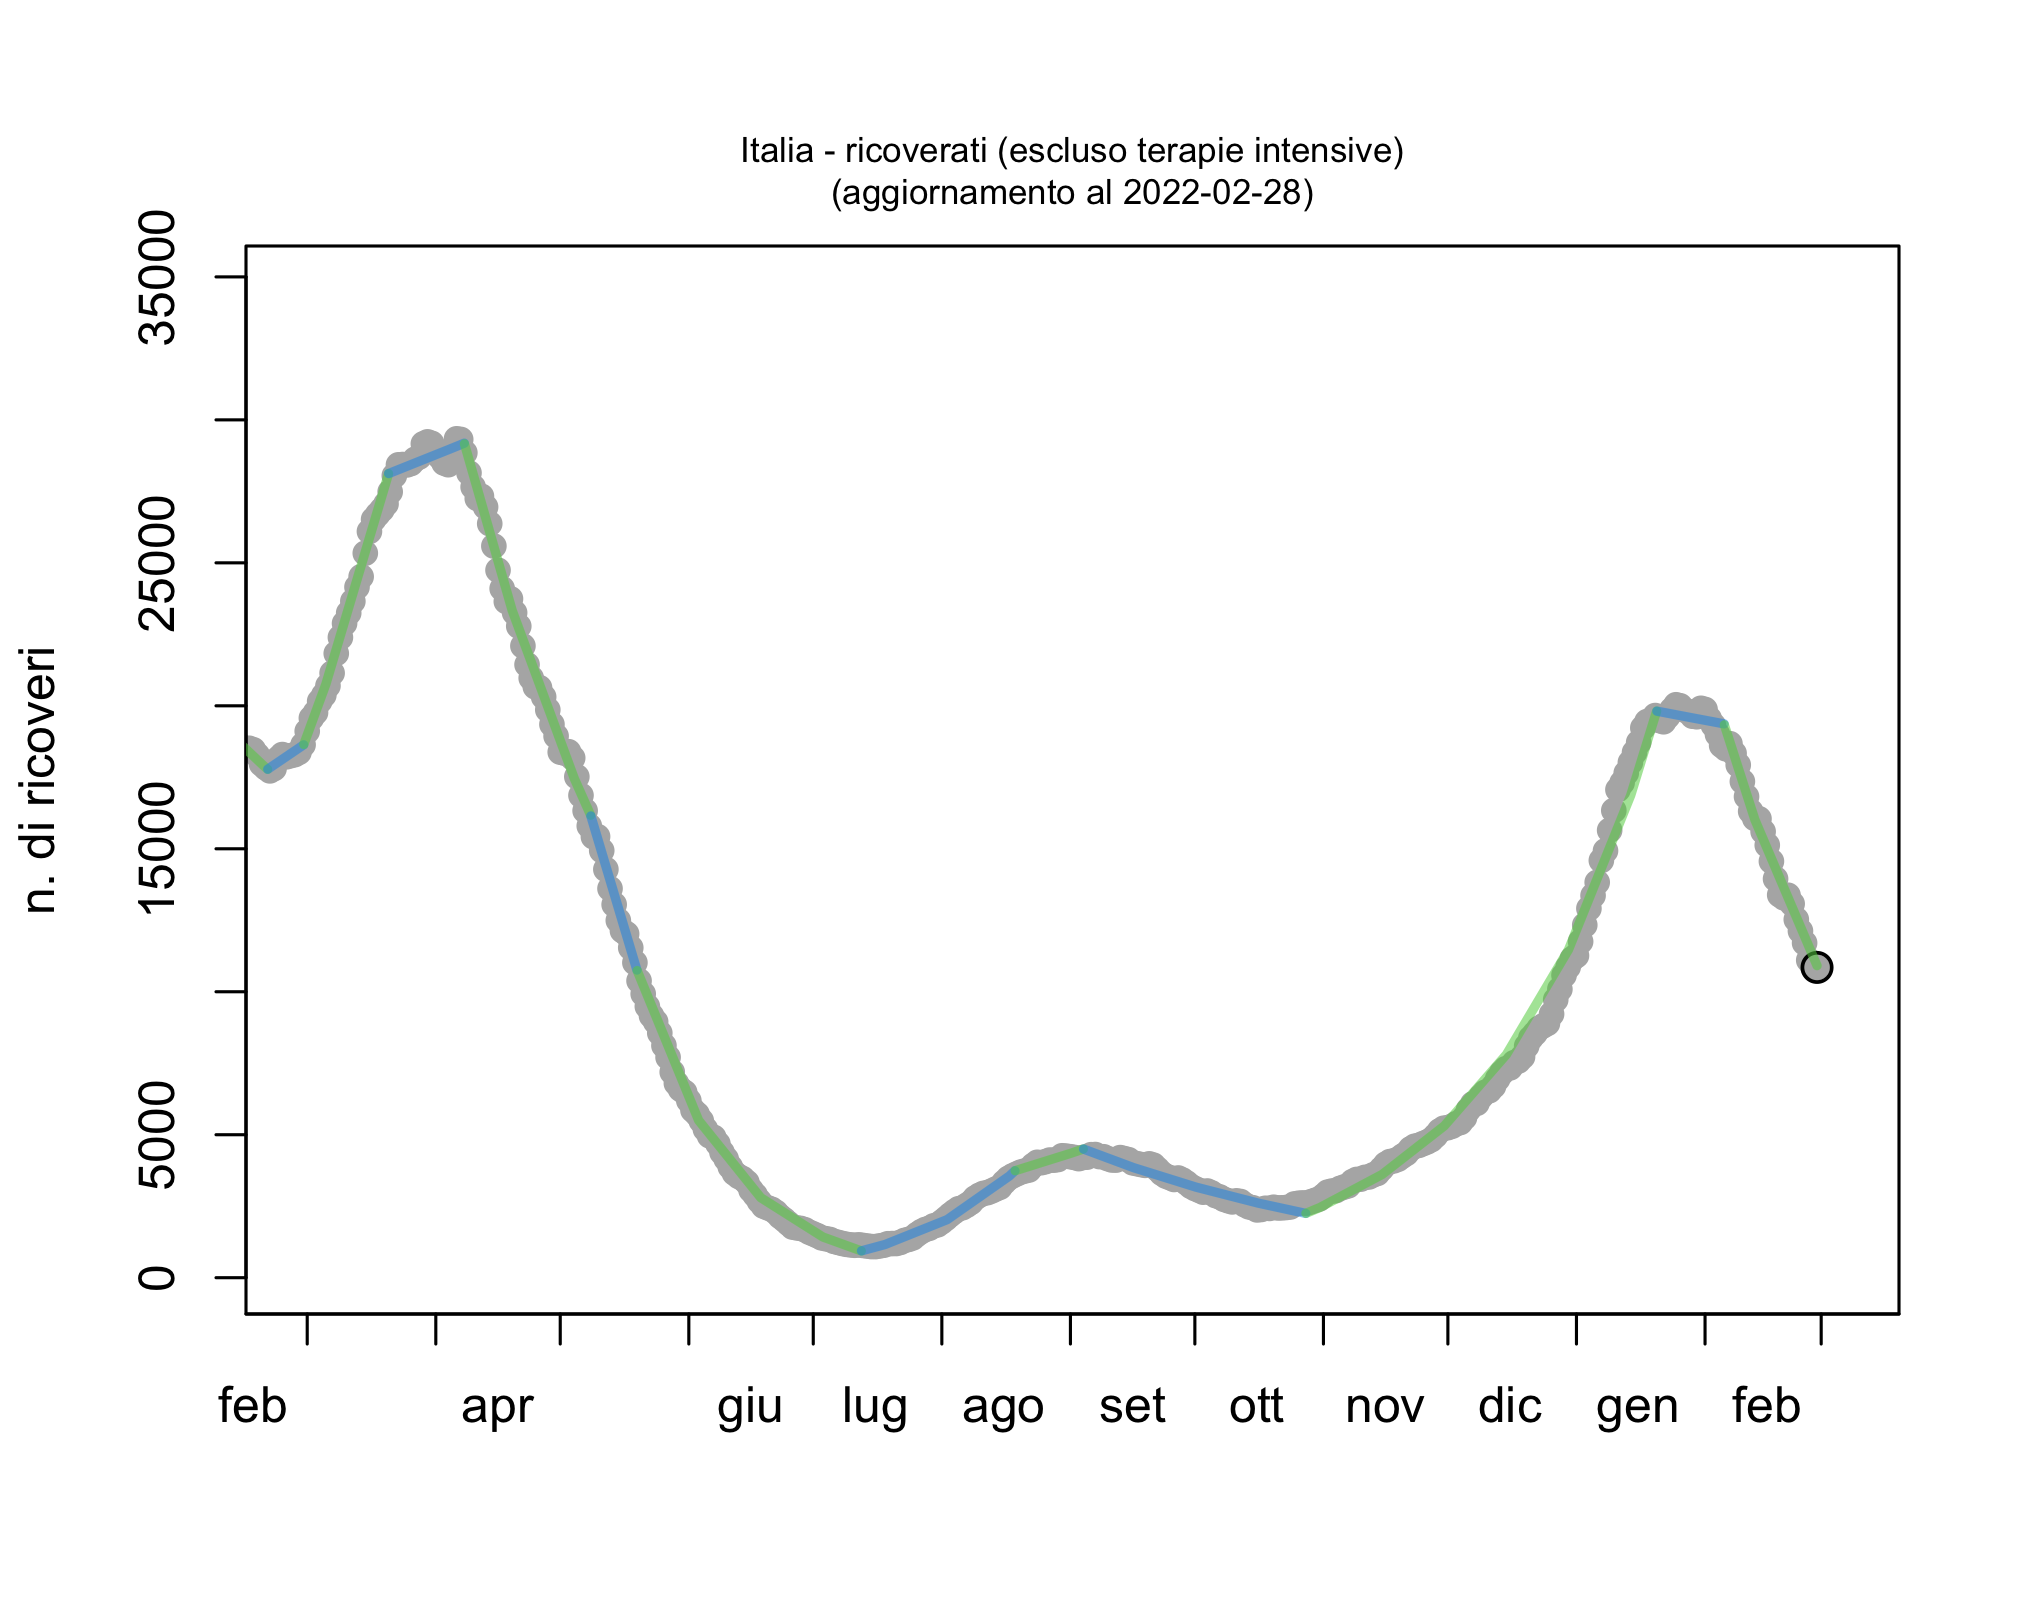 Italia - ricoverati (escluso terapie intensive)
(aggiornamento al 2022-02-28)
n. di ricoveri
35000
25000
15000
5000
0
feb apr giu lug ago set ott nov dic gen feb